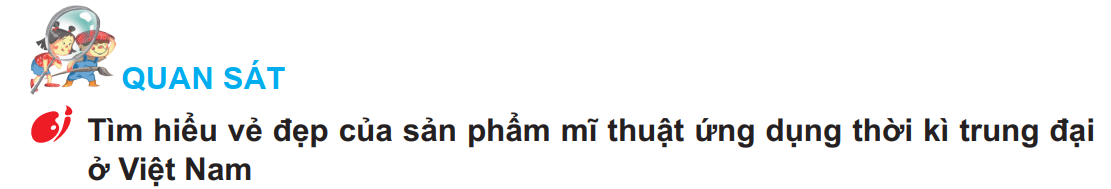 QUAN SÁT
Tìm hiểu vẻ đẹp của sản phẩm mĩ thuật ứng dụng thời kì trung đại
ở Việt Nam